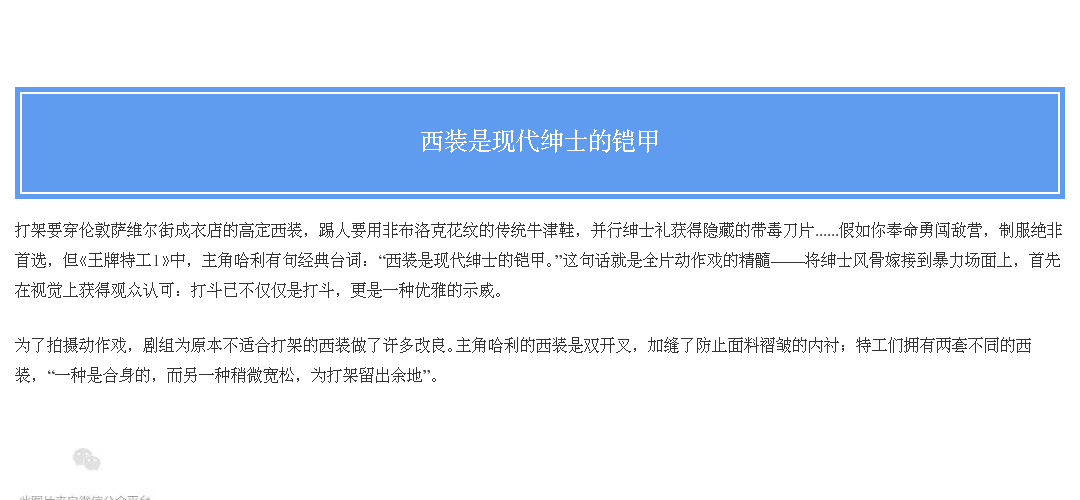 西装是现代绅士的铠甲
打架要穿伦敦萨维尔街成衣店的高定西装，踢人要用非布洛克花纹的传统牛津鞋，并行绅士礼获得隐藏的带毒刀片......假如你奉命勇闯敌营，制服绝非
首选，但《王牌特工1》中，主角哈利有句经典台词：“西装是现代绅士的铠甲。”这句话就是全片动作戏的精髓——将绅士风骨嫁接到暴力场面上，首先
在视觉上获得观众认可：打斗已不仅仅是打斗，更是一种优雅的示威。
为了拍摄动作戏，剧组为原本不适合打架的西装做了许多改良。主角哈利的西装是双开叉，加缝了防止面料褶皱的内衬；特工们拥有两套不同的西
装，“一种是合身的，而另一种稍微宽松，为打架留出余地”。
此图片来自微信公众平台